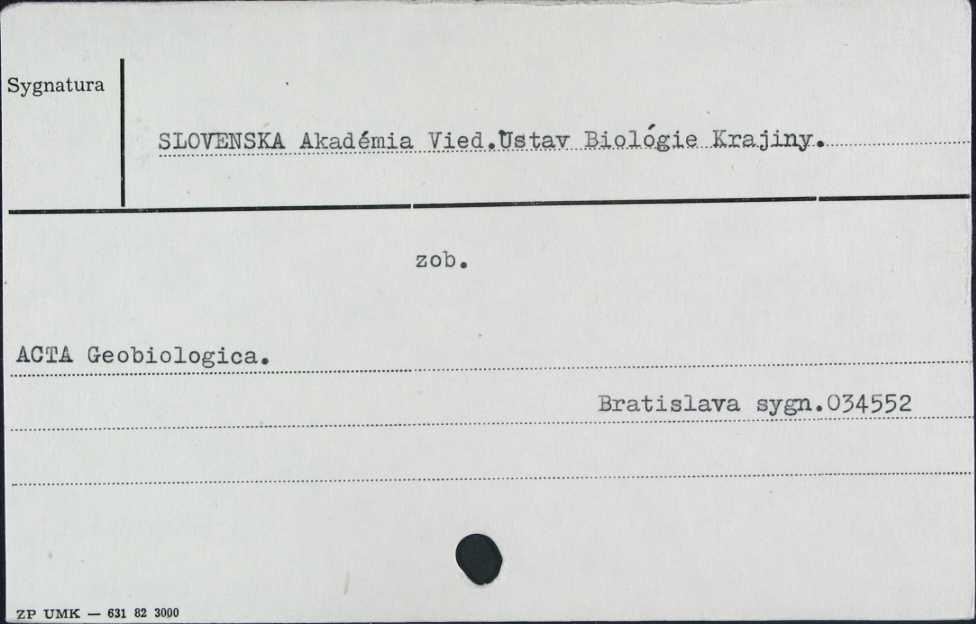 Sygnatura
SLOVENSKA Akadémia Vied.Ústav Biológie Krajiny.
zob.
ACTA Geobiologica.
Bratislava sygn.034552
ZP UMK — 631 82 3000